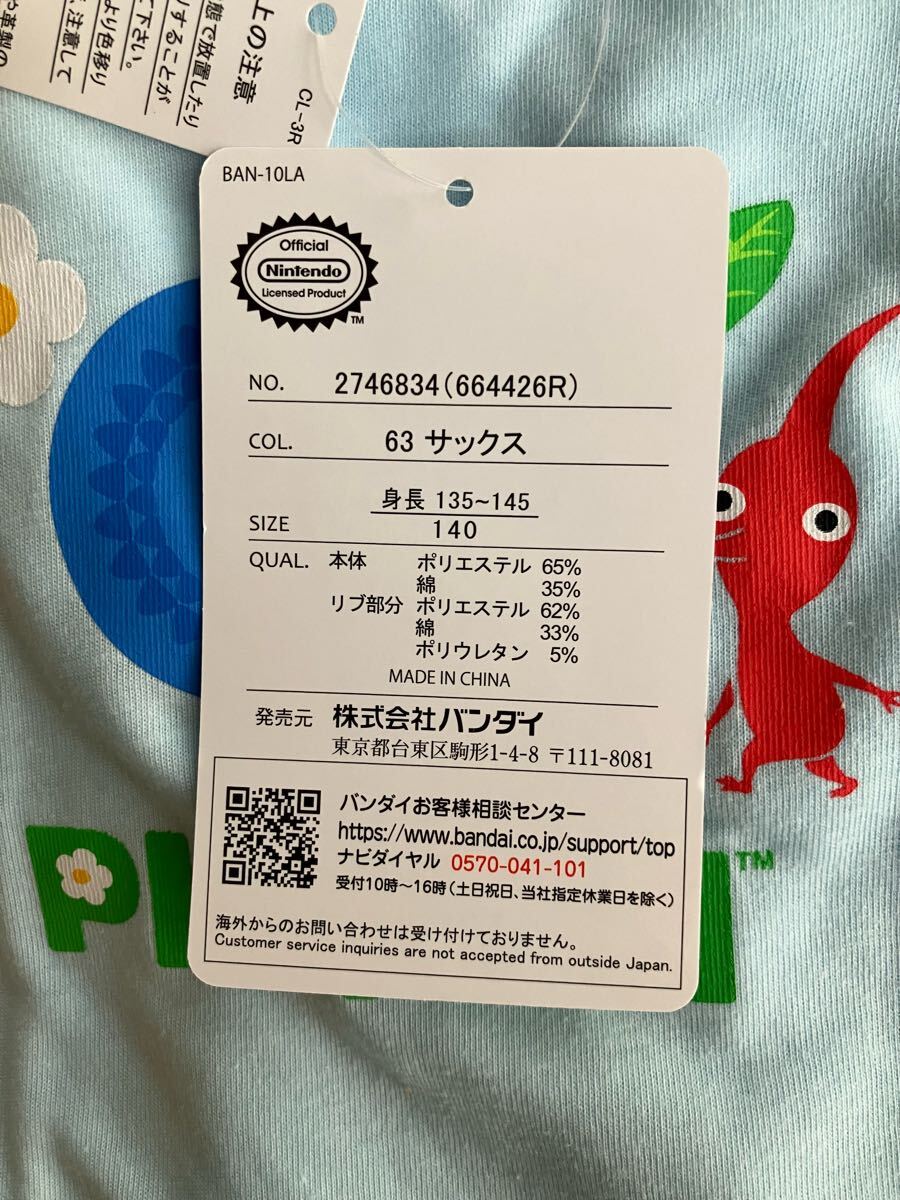 上の注意
態で放置したり
することが
下さい。
より色移り
注意して
CL-3R
BAN-10LA
Official
Nintendo
Licensed Product
TM
NO. 2746834(664426R)
COL. 63 サックス
身長 135~145
SIZE 140
QUAL. 本体 ポリエステル 65%
綿 35%
リブ部分 ポリエステル 62%
綿 33%
ポリウレタン 5%
MADE IN CHINA
発売元 株式会社バンダイ
東京都台東区駒形1-4-8 〒111-8081
バンダイお客様相談センター
https://www.bandai.co.jp/support/top
ナビダイヤル 0570-041-101
受付10時～16時(土日祝日、当社指定休業日を除く)
海外からのお問い合わせは受け付けておりません。
Customer service inquiries are not accepted from outside Japan.
TM